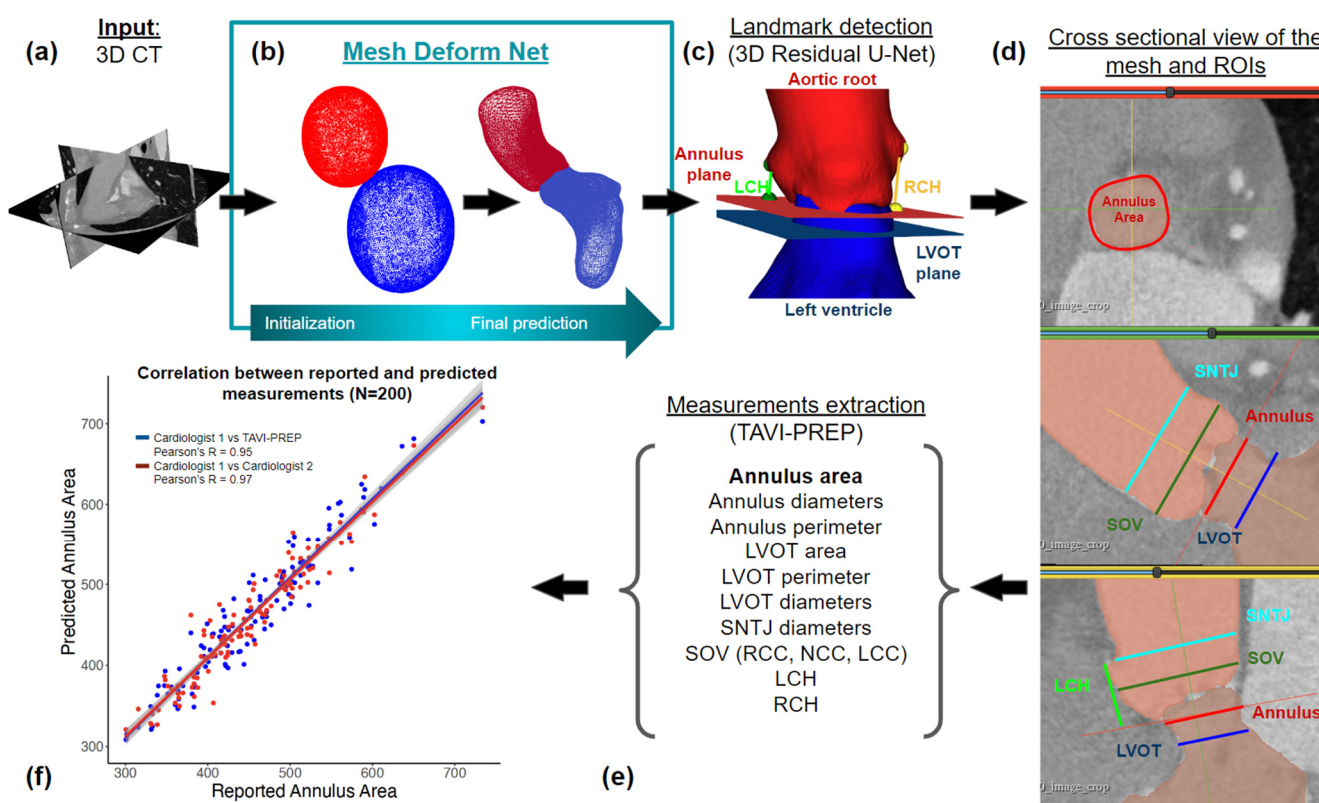 (a)
Input:
3D CT
(b)
Mesh Deform Net
Initialization
Final prediction
(c)
Landmark detection
(3D Residual U-Net)
Aortic root
Annulus
plane
LCH
RCH
LVOT
plane
Left ventricle
(d)
Cross sectional view of the
mesh and ROIs
Annulus
Area
0_image_crop
SNTJ
Annulus
SOV
LVOT
0_image_crop
SNTJ
SOV
LCH
Annulus
LVOT
0_image_crop
Measurements extraction
(TAVI-PREP)
Annulus area
Annulus diameters
Annulus perimeter
LVOT area
LVOT perimeter
LVOT diameters
SNTJ diameters
SOV (RCC, NCC, LCC)
LCH
RCH
(e)
Correlation between reported and predicted
measurements (N=200)
Cardiologist 1 vs TAVI-PREP
Pearson's R = 0.95
Cardiologist 1 vs Cardiologist 2
Pearson's R = 0.97
Predicted Annulus Area
700
600
500
400
300
300 400 500 600 700
Reported Annulus Area
(f)